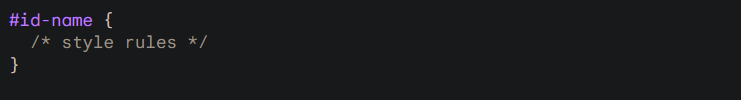 #id-name {
  /* style rules */
}